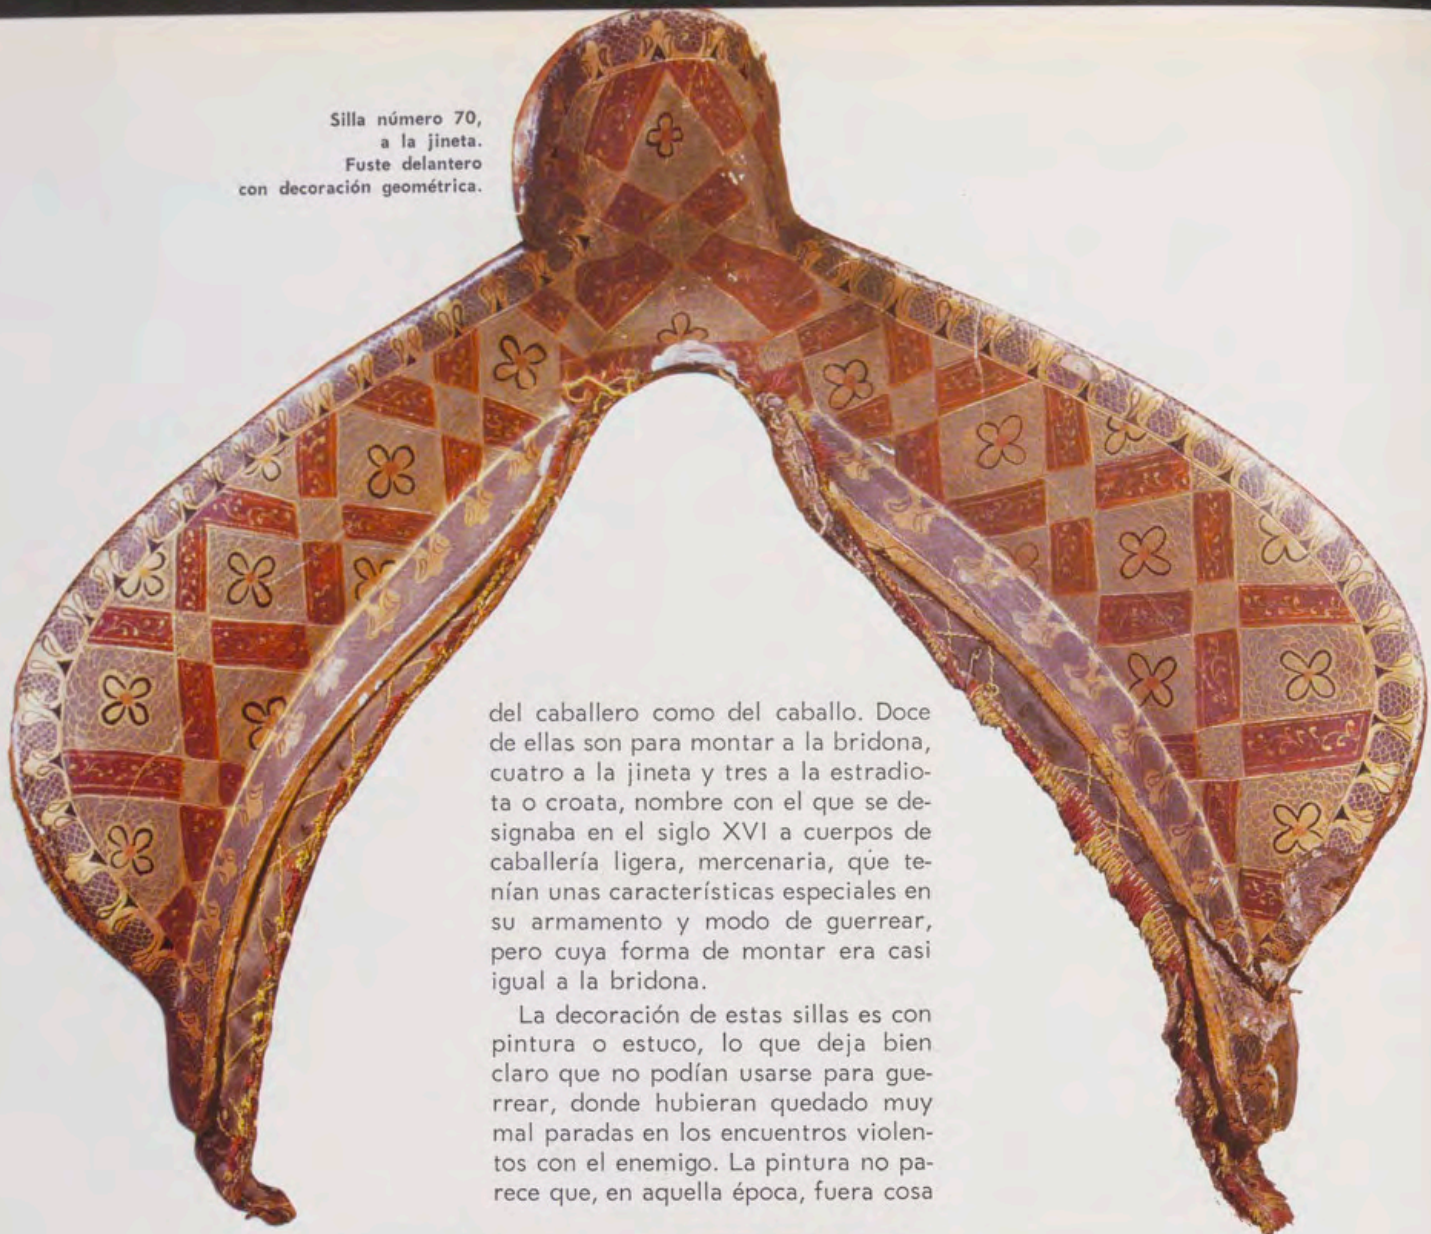 Silla número 70,
a la jineta.
Fuste delantero
con decoración geométrica.
del caballero como del caballo. Doce
de ellas son para montar a la bridona,
cuatro a la jineta y tres a la estradio-
ta o croata, nombre con el que se de-
signaba en el siglo XVI a cuerpos de
caballería ligera, mercenaria, que te-
nían unas características especiales en
su armamento y modo de guerrear,
pero cuya forma de montar era casi
igual a la bridona.
La decoración de estas sillas es con
pintura o estuco, lo que deja bien
claro que no podían usarse para gue-
rrear, donde hubieran quedado muy
mal paradas en los encuentros violen-
tos con el enemigo. La pintura no pa-
rece que, en aquella época, fuera cosa